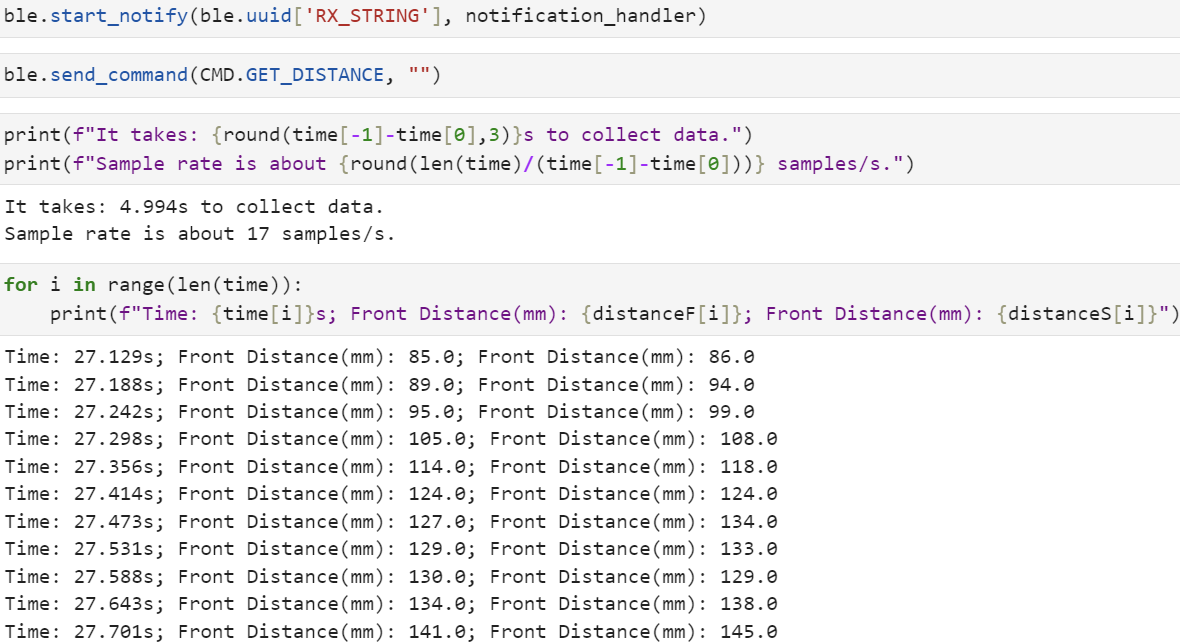 ble.start_notify(ble.uuid['RX_STRING'], notification_handler)
ble.send_command(CMD.GET_DISTANCE, "")
print(f"It takes: {round(time[-1]-time[0],3)}s to collect data.")
print(f"Sample rate is about {round(len(time)/(time[-1]-time[0]))} samples/s.")
It takes: 4.994s to collect data.
Sample rate is about 17 samples/s.
for i in range(len(time)):
    print(f"Time: {time[i]}s; Front Distance(mm): {distanceF[i]}; Front Distance(mm): {distanceS[i]}")
Time: 27.129s; Front Distance(mm): 85.0; Front Distance(mm): 86.0
Time: 27.188s; Front Distance(mm): 89.0; Front Distance(mm): 94.0
Time: 27.242s; Front Distance(mm): 95.0; Front Distance(mm): 99.0
Time: 27.298s; Front Distance(mm): 105.0; Front Distance(mm): 108.0
Time: 27.356s; Front Distance(mm): 114.0; Front Distance(mm): 118.0
Time: 27.414s; Front Distance(mm): 124.0; Front Distance(mm): 124.0
Time: 27.473s; Front Distance(mm): 127.0; Front Distance(mm): 134.0
Time: 27.531s; Front Distance(mm): 129.0; Front Distance(mm): 133.0
Time: 27.588s; Front Distance(mm): 130.0; Front Distance(mm): 129.0
Time: 27.643s; Front Distance(mm): 134.0; Front Distance(mm): 138.0
Time: 27.701s; Front Distance(mm): 141.0; Front Distance(mm): 145.0